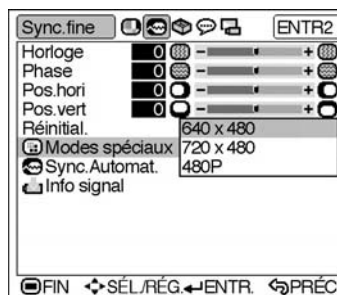 Sync.fine ENTR2
Horloge 0 - +
Phase 0 - +
Pos.hori 0 - +
Pos.vert 0 - +
Réinitial. 640 x 480
Modes spéciaux 720 x 480
Sync.Automat. 480P
Info signal
FIN SÉL./RÉG. ENTR. PRÉC